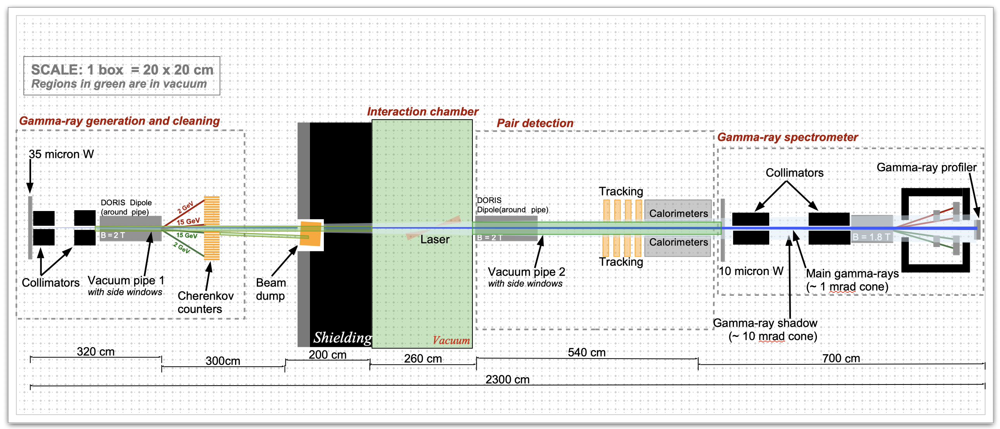 SCALE: 1 box = 20 x 20 cm
Regions in green are in vacuum
Gamma-ray generation and cleaning
Interaction chamber
Pair detection
Gamma-ray spectrometer
35 micron W
DORIS Dipole
(around pipe)
B = 2 T
2 GeV
15 GeV
15 GeV
2 GeV
Collimators
Vacuum pipe 1
with side windows
Cherenkov
counters
Beam
dump
Shielding
Laser
Vacuum
DORIS
Dipole(around pipe)
B = 2 T
Vacuum pipe 2
with side windows
Tracking
Calorimeters
Calorimeters
Tracking
Collimators
Gamma-ray profiler
B = 1.8 T
10 micron W
Main gamma-rays
(~ 1 mrad cone)
Gamma-ray shadow
(~ 10 mrad cone)
320 cm
300cm
200 cm
260 cm
540 cm
700 cm
2300 cm